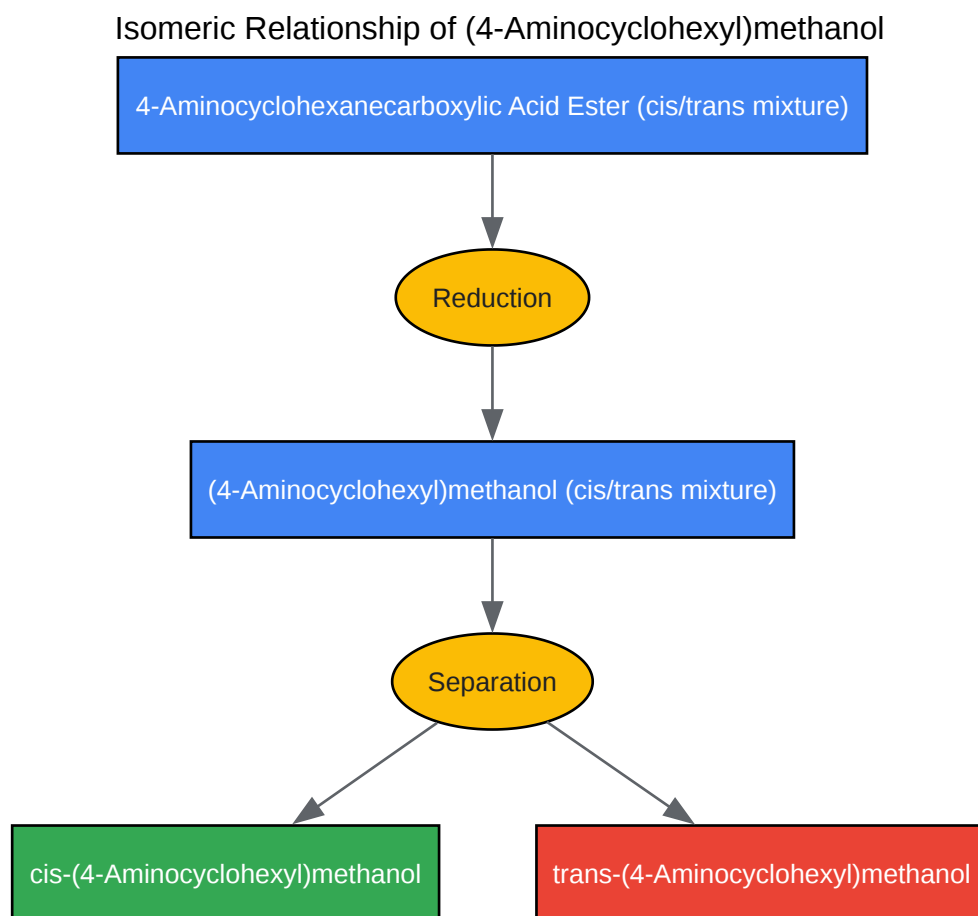 Isomeric Relationship of (4-Aminocyclohexyl)methanol
4-Aminocyclohexanecarboxylic Acid Ester (cis/trans mixture)
Reduction
(4-Aminocyclohexyl)methanol (cis/trans mixture)
Separation
cis-(4-Aminocyclohexyl)methanol
trans-(4-Aminocyclohexyl)methanol